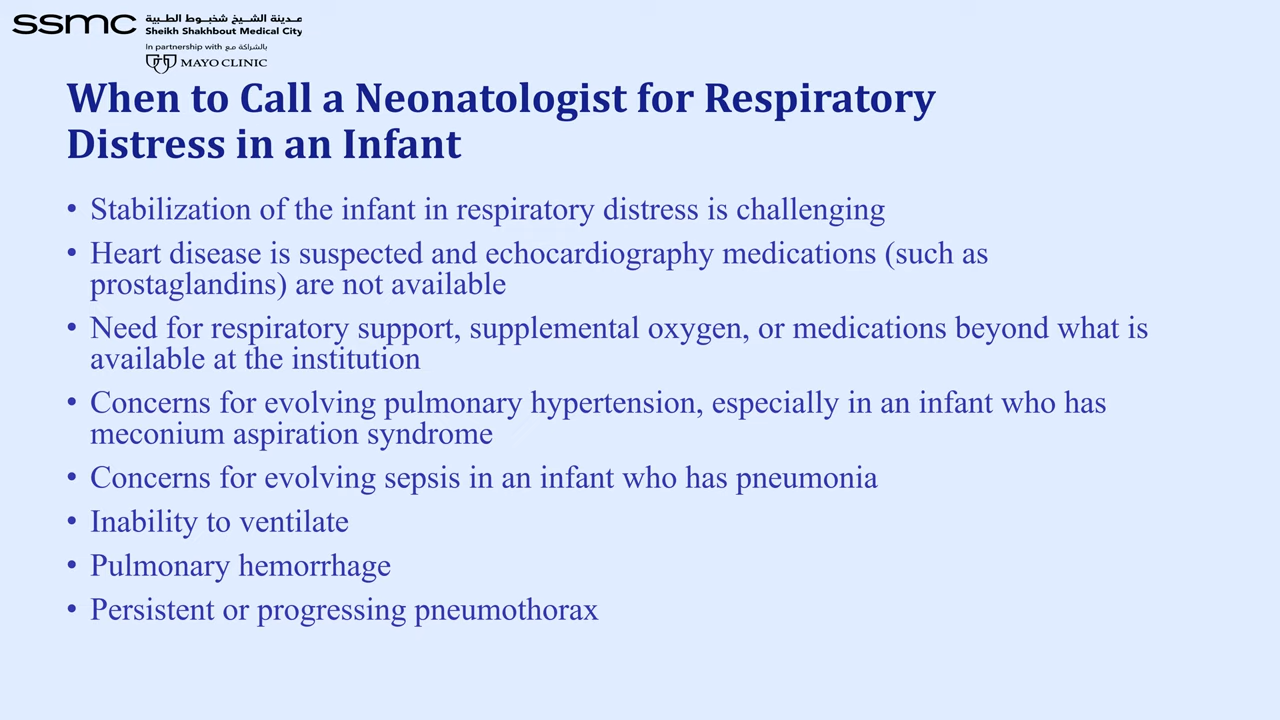 ssmc
مدينة الشيخ شخبوط الطبية
Sheikh Shakhbout Medical City
In partnership with بالشراكة مع
MAYO CLINIC
When to Call a Neonatologist for Respiratory
Distress in an Infant
• Stabilization of the infant in respiratory distress is challenging
• Heart disease is suspected and echocardiography medications (such as
prostaglandins) are not available
• Need for respiratory support, supplemental oxygen, or medications beyond what is
available at the institution
• Concerns for evolving pulmonary hypertension, especially in an infant who has
meconium aspiration syndrome
• Concerns for evolving sepsis in an infant who has pneumonia
• Inability to ventilate
• Pulmonary hemorrhage
• Persistent or progressing pneumothorax